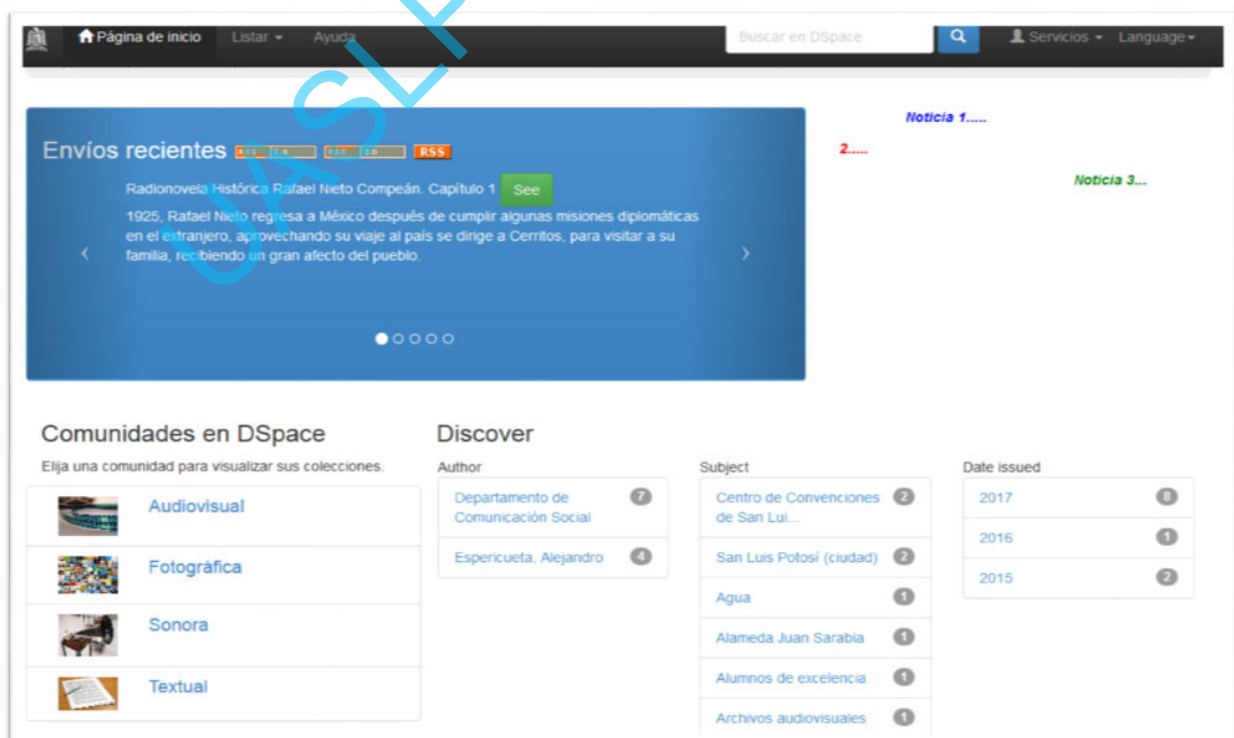 Página de inicio Listar Ayuda Buscar en DSpace Servicios Language
Noticia 1.....
Envíos recientes RSS
2.....
Noticia 3...
Radionovela Histórica Rafael Nieto Compeán. Capítulo 1 See
1925, Rafael Nieto regresa a México después de cumplir algunas misiones diplomáticas
en el extranjero, aprovechando su viaje al país se dirige a Cerritos, para visitar a su
familia, recibiendo un gran afecto del pueblo.
Comunidades en DSpace
Elija una comunidad para visualizar sus colecciones.
Audiovisual
Fotográfica
Sonora
Textual
Discover
Author
Departamento de 7
Comunicación Social
Espericueta, Alejandro 4
Subject
Centro de Convenciones 2
de San Lui...
San Luis Potosí (ciudad) 2
Agua 1
Alameda Juan Sarabia 1
Alumnos de excelencia 1
Archivos audiovisuales 1
Date issued
2017 8
2016 1
2015 2